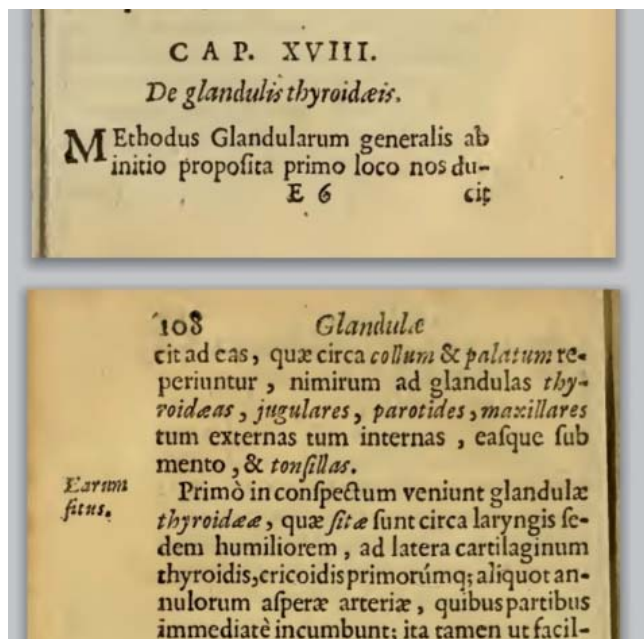 CAP. XVIII.
De glandulis thyroidæis.
MEthodus Glandularum generalis ab
initio propoſita primo loco nos du-
E 6 cit
108 Glandulæ
cit ad eas, quæ circa collum & palatum re-
periuntur, nimirum ad glandulas thy-
roidæas, jugulares, parotides, maxillares
tum externas tum internas, eaſque ſub
mento, & tonſillas.
Earum
ſitus.
Primò in conſpectum veniunt glandulæ
thyroidææ, quæ ſitæ ſunt circa laryngis ſe-
dem humiliorem, ad latera cartilaginum
thyroidis, cricoidis primorúmq; aliquot an-
nulorum aſperæ arteriæ, quibus partibus
immediatè incumbunt; ita tamen ut facil-